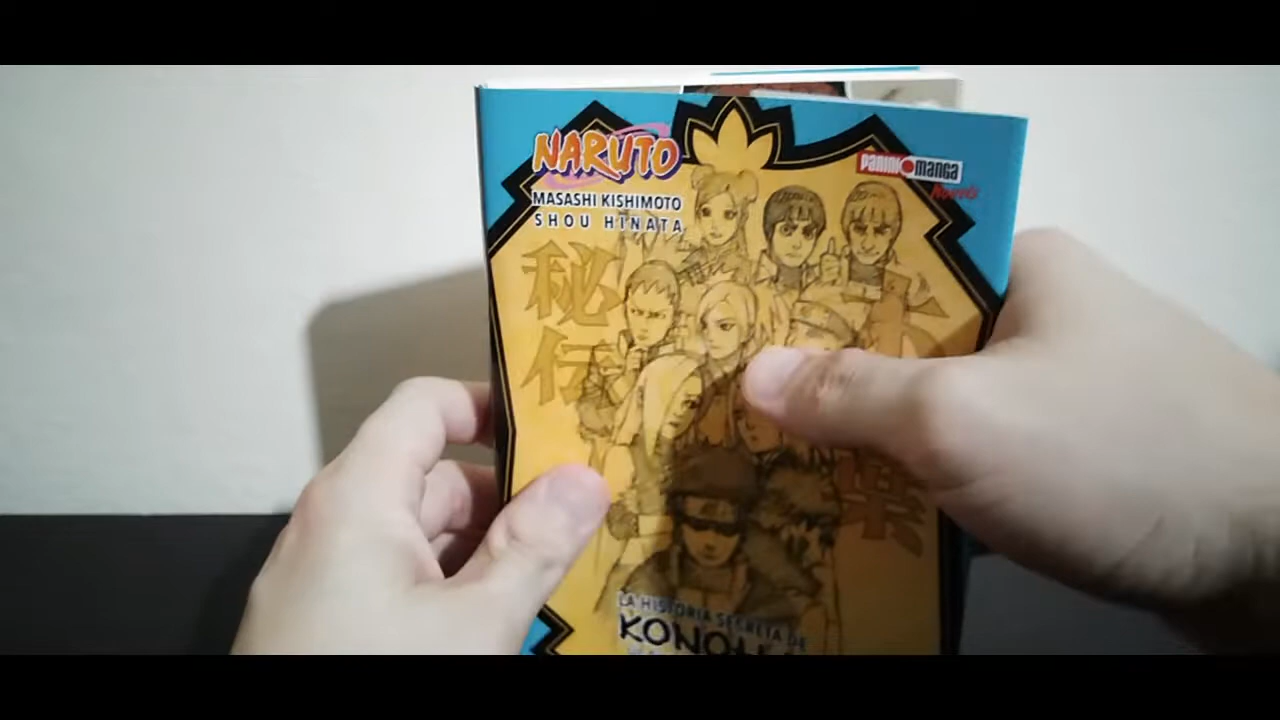 NARUTO
MASASHI KISHIMOTO
SHOU HINATA
PANINI MANGA
Novels
秘伝
LA HISTORIA SECRETA DE